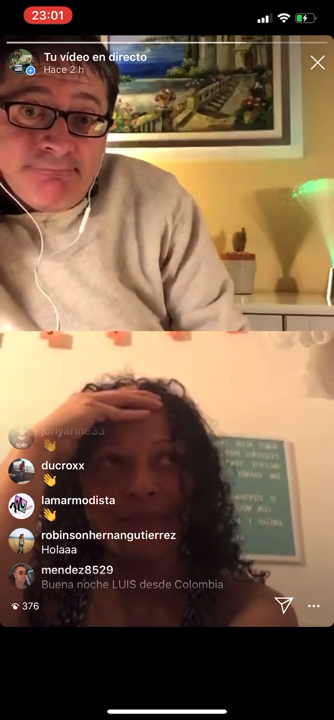 23:01
Tu vídeo en directo
Hace 2 h
junyarine33
👋
ducroxx
👋
lamarmodista
👋
robinsonhernangutierrez
Holaaa
mendez8529
Buena noche LUIS desde Colombia
376